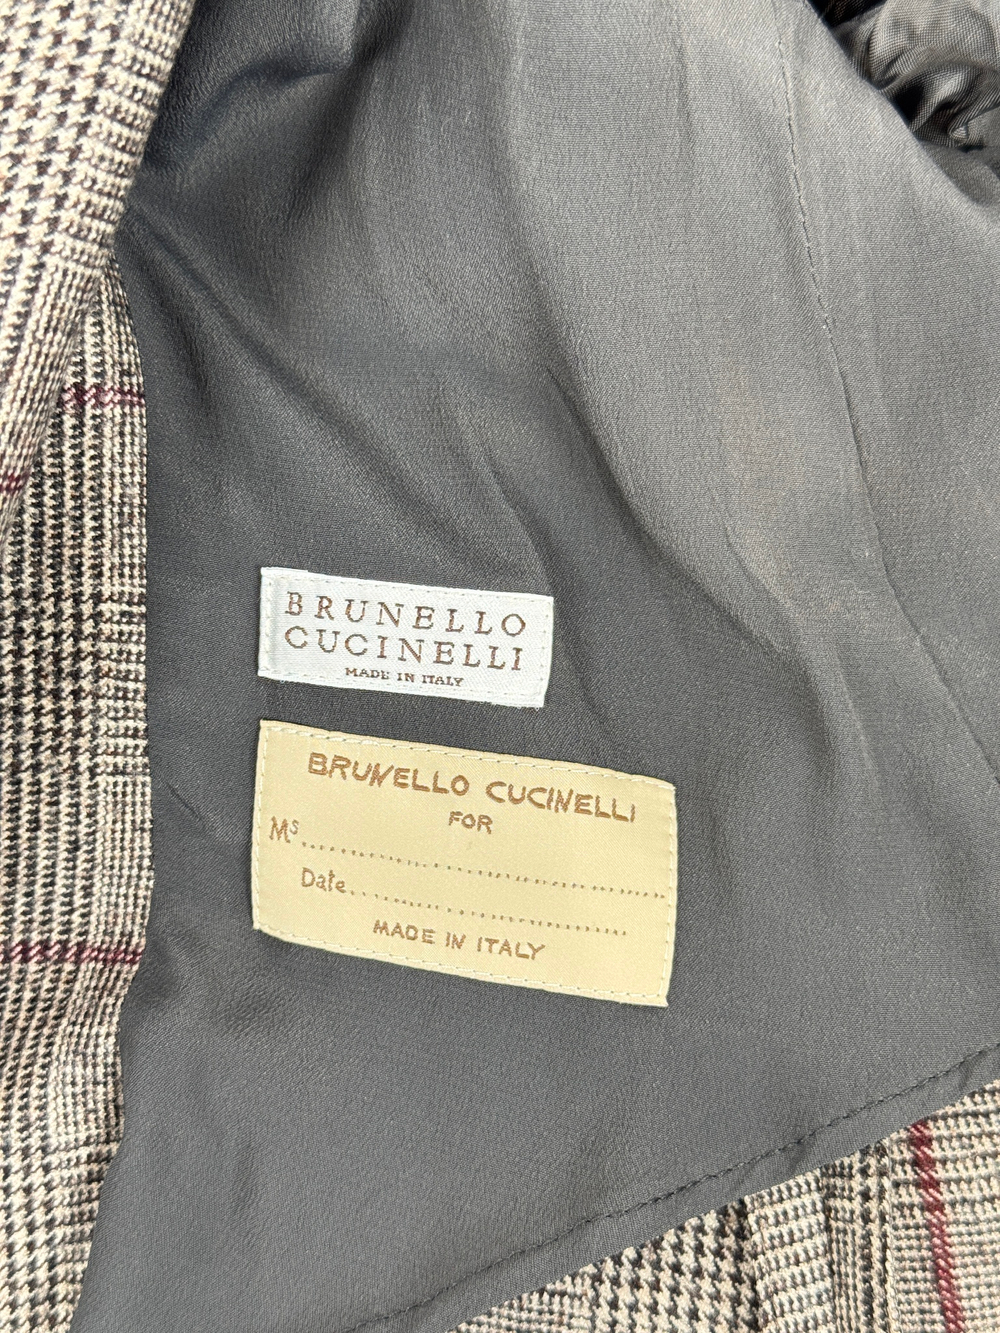 BRUNELLO
CUCINELLI
MADE IN ITALY
BRUNELLO CUCINELLI
FOR
Ms..............................
Date..............................
MADE IN ITALY